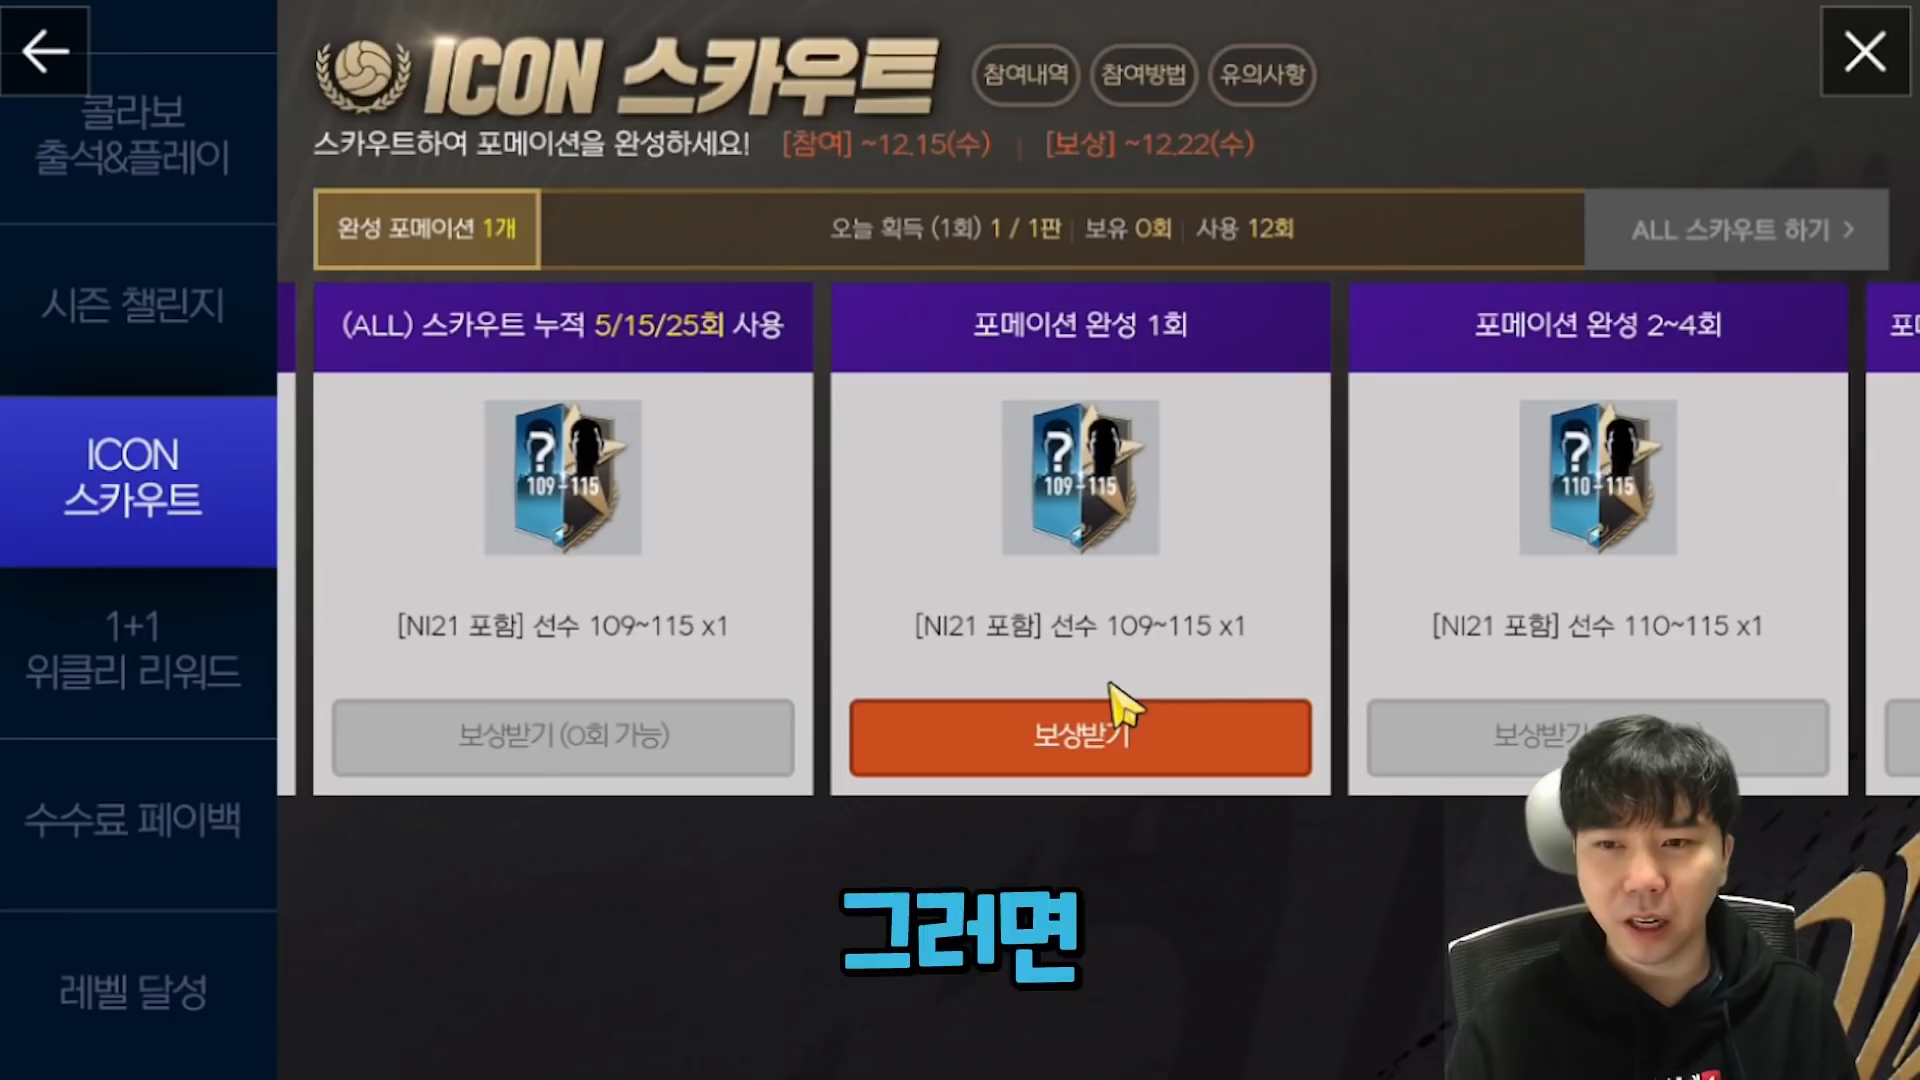 콜라보
출석&플레이
시즌 챌린지
ICON
스카우트
1+1
위클리 리워드
수수료 페이백
레벨 달성
ICON 스카우트
참여내역
참여방법
유의사항
스카우트하여 포메이션을 완성하세요! [참여] ~12.15(수) | [보상] ~12.22(수)
완성 포메이션 1개
오늘 획득 (1회) 1 / 1판 | 보유 0회 | 사용 12회
ALL 스카우트 하기 >
(ALL) 스카우트 누적 5/15/25회 사용
?
109-115
[NI21 포함] 선수 109~115 x1
보상받기 (0회 가능)
포메이션 완성 1회
?
109-115
[NI21 포함] 선수 109~115 x1
보상받기
포메이션 완성 2~4회
?
110-115
[NI21 포함] 선수 110~115 x1
보상받기
그러면